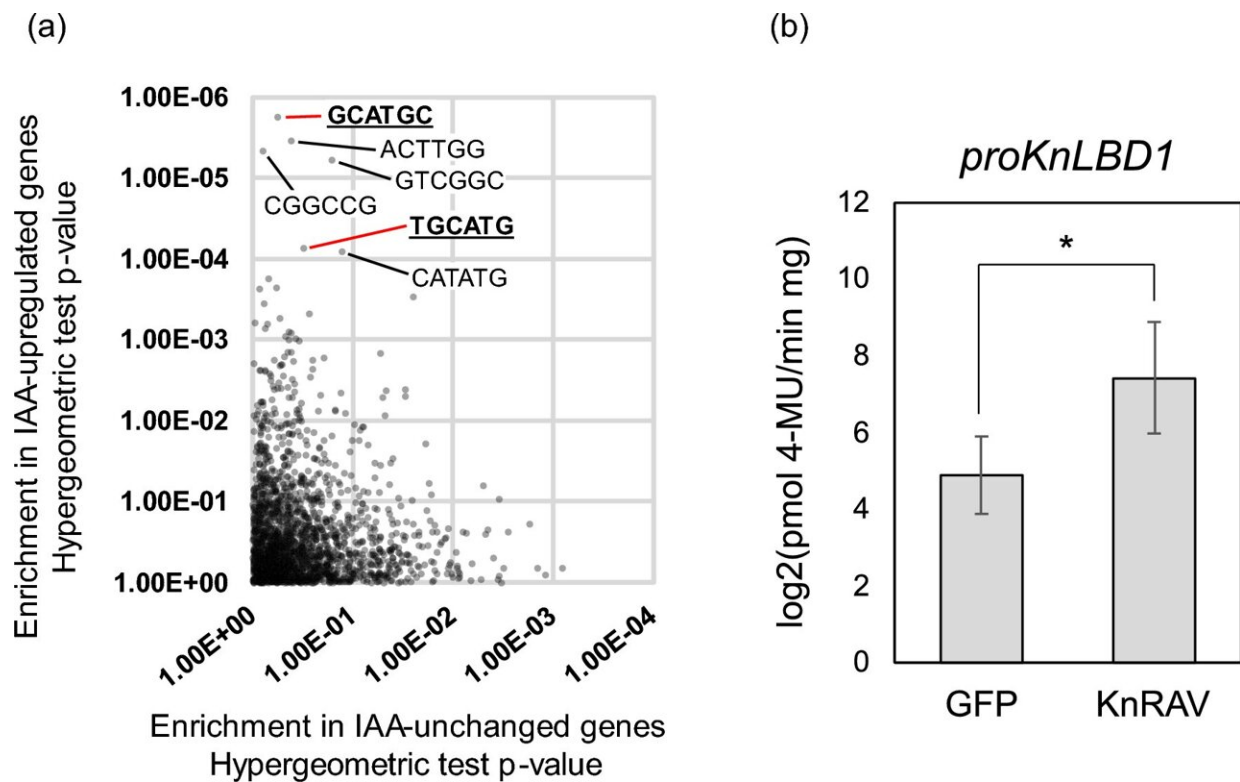 (a)
Enrichment in IAA-upregulated genes
Hypergeometric test p-value
1.00E-06
1.00E-05
1.00E-04
1.00E-03
1.00E-02
1.00E-01
1.00E+00
GCATGC
ACTTGG
GTCGGC
CGGCCG
TGCATG
CATATG
1.00E+00
1.00E-01
1.00E-02
1.00E-03
1.00E-04
Enrichment in IAA-unchanged genes
Hypergeometric test p-value
(b)
proKnLBD1
log2(pmol 4-MU/min mg)
12
10
8
6
4
2
0
*
GFP
KnRAV